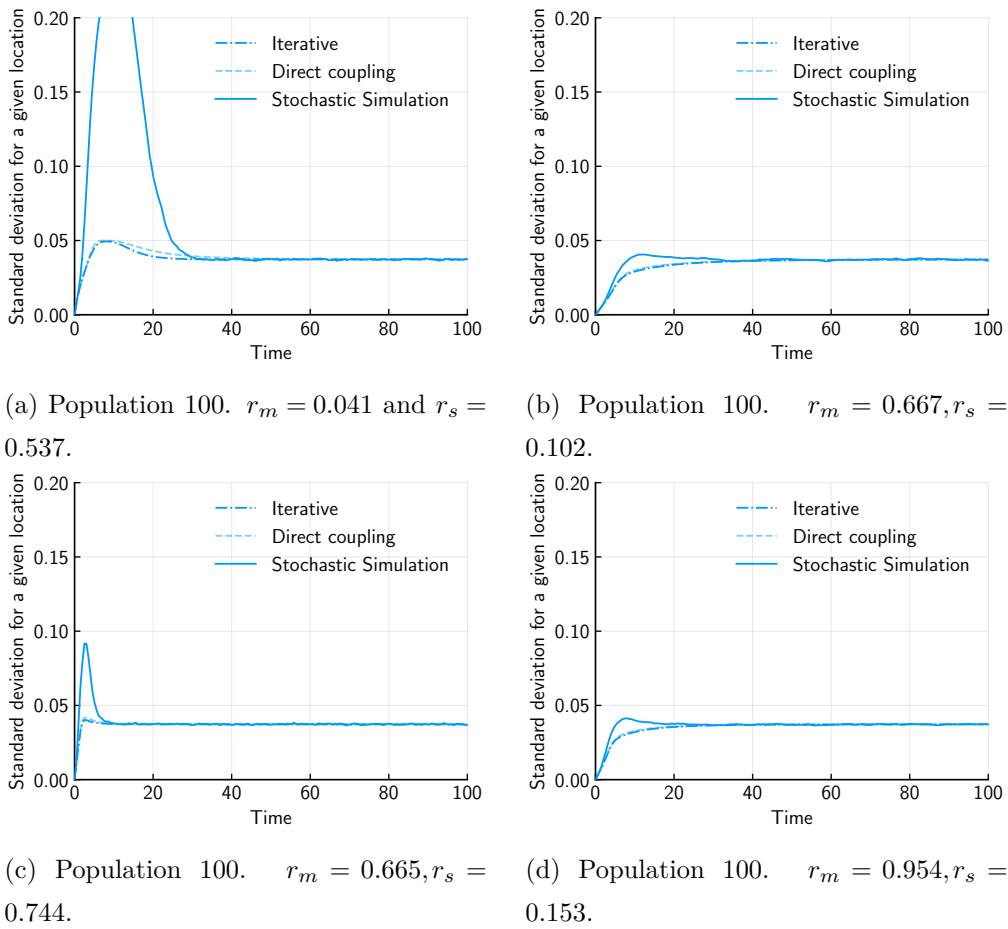 Standard deviation for a given location
0.20
0.15
0.10
0.05
0.00
Iterative
Direct coupling
Stochastic Simulation
0 20 40 60 80 100
Time
(a) Population 100. r_m = 0.041 and r_s =
0.537.
Standard deviation for a given location
0.20
0.15
0.10
0.05
0.00
Iterative
Direct coupling
Stochastic Simulation
0 20 40 60 80 100
Time
(b) Population 100. r_m = 0.667, r_s =
0.102.
Standard deviation for a given location
0.20
0.15
0.10
0.05
0.00
Iterative
Direct coupling
Stochastic Simulation
0 20 40 60 80 100
Time
(c) Population 100. r_m = 0.665, r_s =
0.744.
Standard deviation for a given location
0.20
0.15
0.10
0.05
0.00
Iterative
Direct coupling
Stochastic Simulation
0 20 40 60 80 100
Time
(d) Population 100. r_m = 0.954, r_s =
0.153.